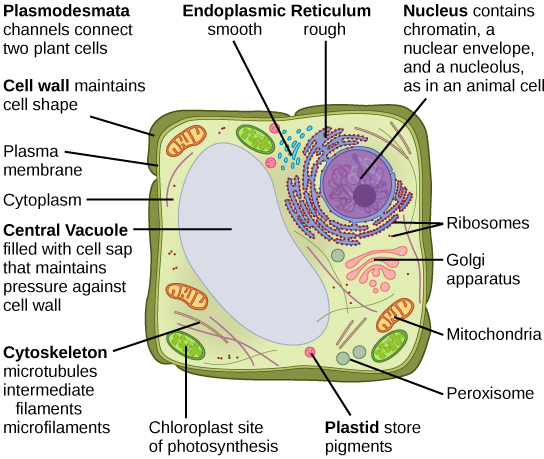 Plasmodesmata
channels connect
two plant cells
Endoplasmic Reticulum
smooth rough
Nucleus contains
chromatin, a
nuclear envelope,
and a nucleolus,
as in an animal cell
Cell wall maintains
cell shape
Plasma
membrane
Cytoplasm
Central Vacuole
filled with cell sap
that maintains
pressure against
cell wall
Cytoskeleton
microtubules
intermediate
filaments
microfilaments
Chloroplast site
of photosynthesis
Plastid store
pigments
Ribosomes
Golgi
apparatus
Mitochondria
Peroxisome